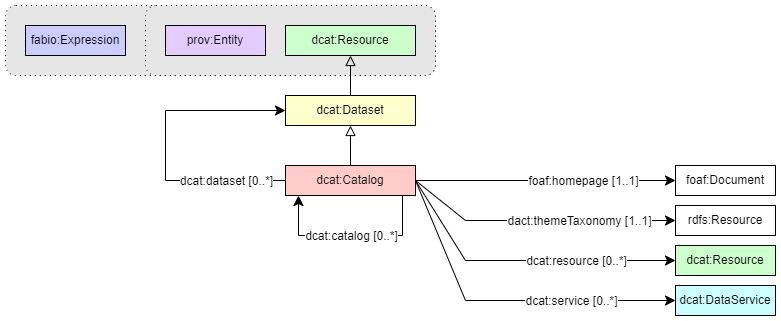 fabio:Expression
prov:Entity
dcat:Resource
dcat:Dataset
dcat:dataset [0..*]
dcat:Catalog
foaf:homepage [1..1]
foaf:Document
dact:themeTaxonomy [1..1]
rdfs:Resource
dcat:catalog [0..*]
dcat:resource [0..*]
dcat:Resource
dcat:service [0..*]
dcat:DataService